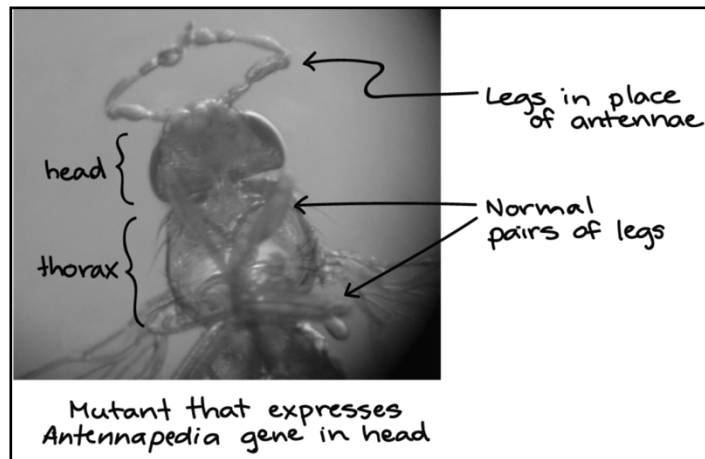 Legs in place
of antennae
head
Normal
pairs of legs
thorax
Mutant that expresses
Antennapedia gene in head